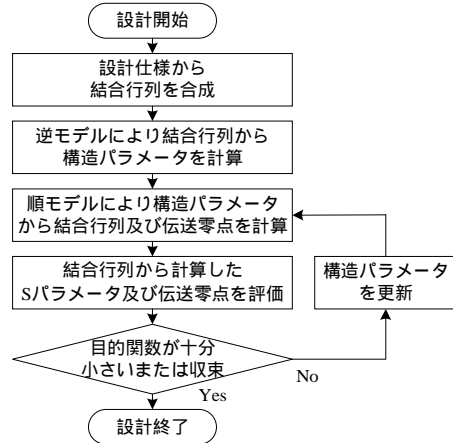 設計開始
設計仕様から
結合行列を合成
逆モデルにより結合行列から
構造パラメータを計算
順モデルにより構造パラメータ
から結合行列及び伝送零点を計算
結合行列から計算した
Sパラメータ及び伝送零点を評価
構造パラメータ
を更新
目的関数が十分
小さいまたは収束
No
Yes
設計終了